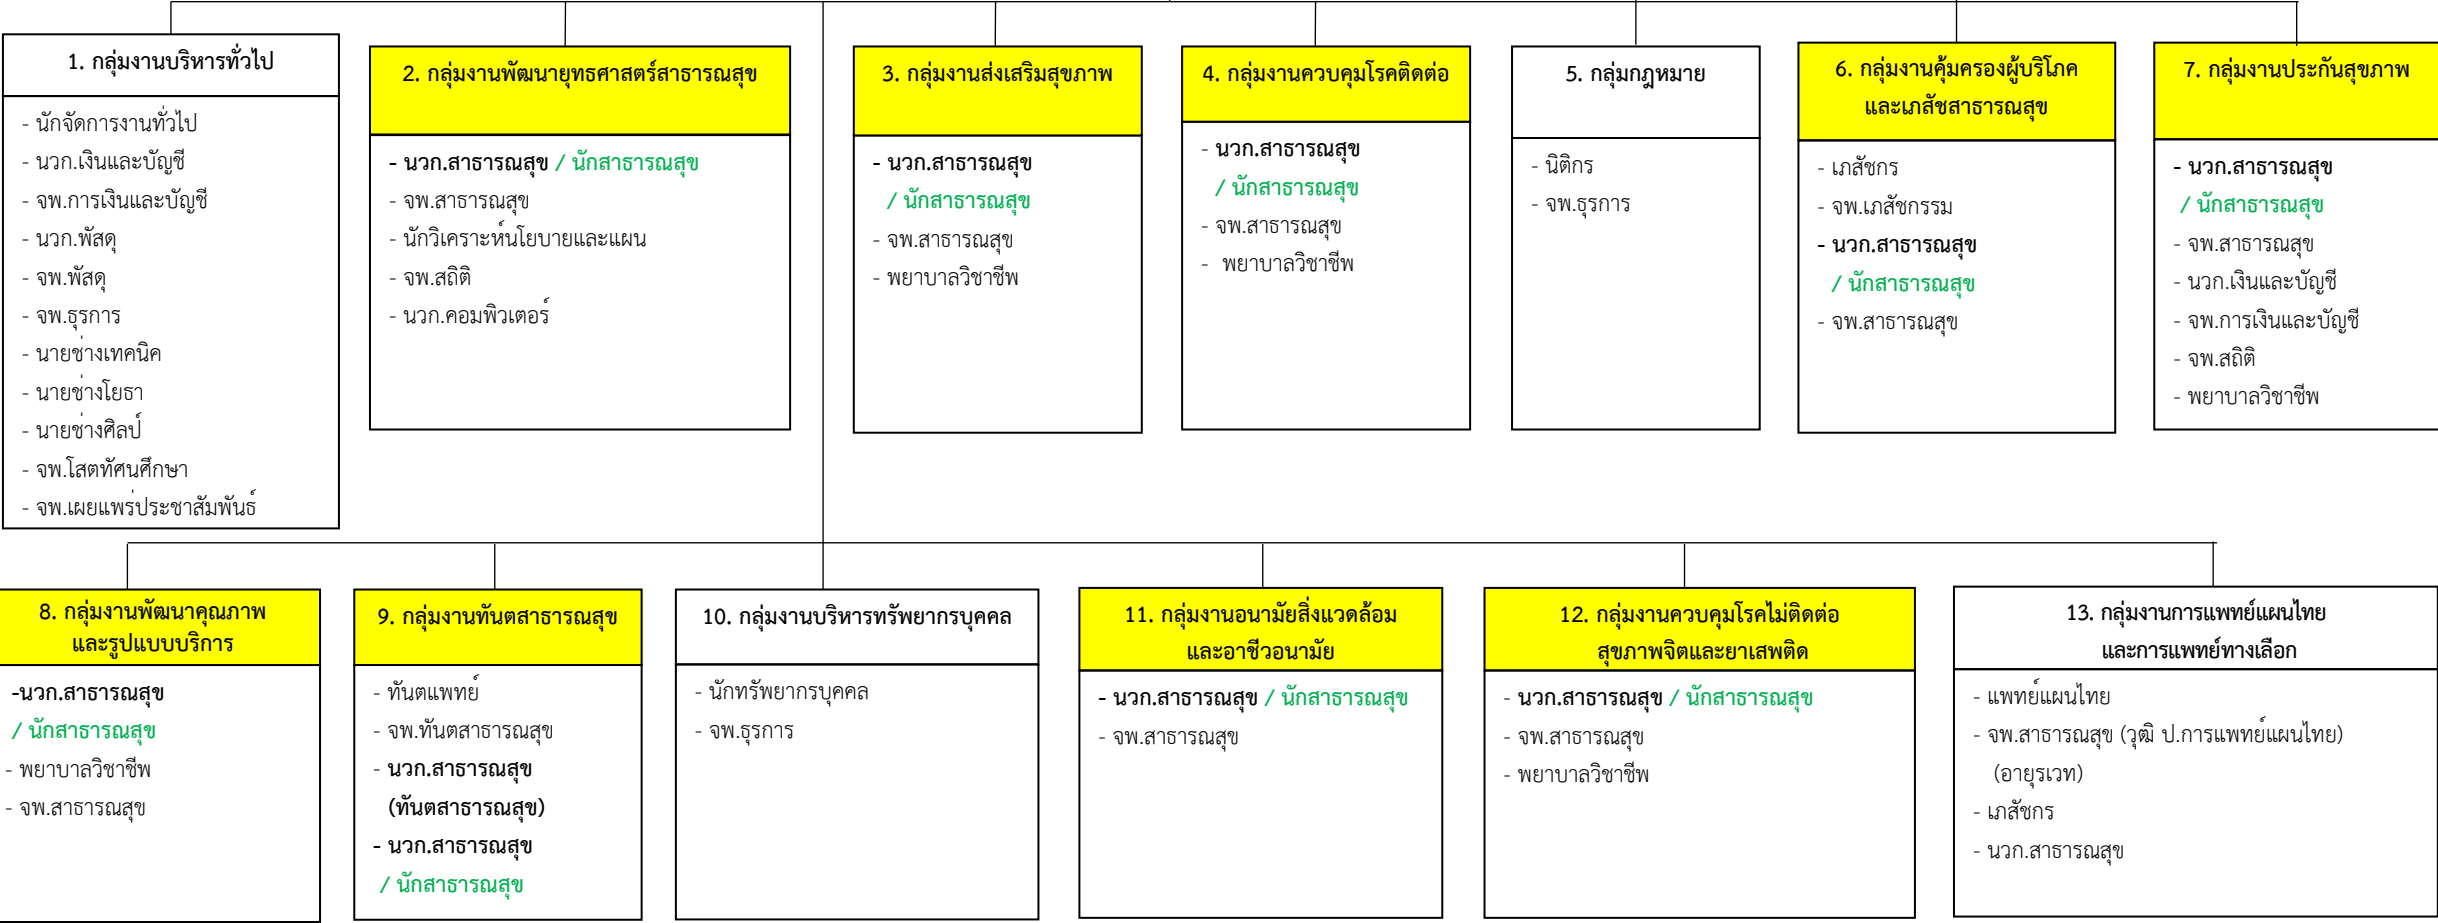 1. กลุ่มงานบริหารทั่วไป
- นักจัดการงานทั่วไป
- นวก.เงินและบัญชี
- จพ.การเงินและบัญชี
- นวก.พัสดุ
- จพ.พัสดุ
- จพ.ธุรการ
- นายช่างเทคนิค
- นายช่างโยธา
- นายช่างศิลป์
- จพ.โสตทัศนศึกษา
- จพ.เผยแพร่ประชาสัมพันธ์
2. กลุ่มงานพัฒนายุทธศาสตร์สาธารณสุข
- นวก.สาธารณสุข / นักสาธารณสุข
- จพ.สาธารณสุข
- นักวิเคราะห์นโยบายและแผน
- จพ.สถิติ
- นวก.คอมพิวเตอร์
3. กลุ่มงานส่งเสริมสุขภาพ
- นวก.สาธารณสุข
/ นักสาธารณสุข
- จพ.สาธารณสุข
- พยาบาลวิชาชีพ
4. กลุ่มงานควบคุมโรคติดต่อ
- นวก.สาธารณสุข
/ นักสาธารณสุข
- จพ.สาธารณสุข
- พยาบาลวิชาชีพ
5. กลุ่มกฎหมาย
- นิติกร
- จพ.ธุรการ
6. กลุ่มงานคุ้มครองผู้บริโภค
และเภสัชสาธารณสุข
- เภสัชกร
- จพ.เภสัชกรรม
- นวก.สาธารณสุข
/ นักสาธารณสุข
- จพ.สาธารณสุข
7. กลุ่มงานประกันสุขภาพ
- นวก.สาธารณสุข
/ นักสาธารณสุข
- จพ.สาธารณสุข
- นวก.เงินและบัญชี
- จพ.การเงินและบัญชี
- จพ.สถิติ
- พยาบาลวิชาชีพ
8. กลุ่มงานพัฒนาคุณภาพ
และรูปแบบบริการ
-นวก.สาธารณสุข
/ นักสาธารณสุข
- พยาบาลวิชาชีพ
- จพ.สาธารณสุข
9. กลุ่มงานทันตสาธารณสุข
- ทันตแพทย์
- จพ.ทันตสาธารณสุข
- นวก.สาธารณสุข
(ทันตสาธารณสุข)
- นวก.สาธารณสุข
/ นักสาธารณสุข
10. กลุ่มงานบริหารทรัพยากรบุคคล
- นักทรัพยากรบุคคล
- จพ.ธุรการ
11. กลุ่มงานอนามัยสิ่งแวดล้อม
และอาชีวอนามัย
- นวก.สาธารณสุข / นักสาธารณสุข
- จพ.สาธารณสุข
12. กลุ่มงานควบคุมโรคไม่ติดต่อ
สุขภาพจิตและยาเสพติด
- นวก.สาธารณสุข / นักสาธารณสุข
- จพ.สาธารณสุข
- พยาบาลวิชาชีพ
13. กลุ่มงานการแพทย์แผนไทย
และการแพทย์ทางเลือก
- แพทย์แผนไทย
- จพ.สาธารณสุข (วุฒิ ป.การแพทย์แผนไทย)
(อายุรเวท)
- เภสัชกร
- นวก.สาธารณสุข